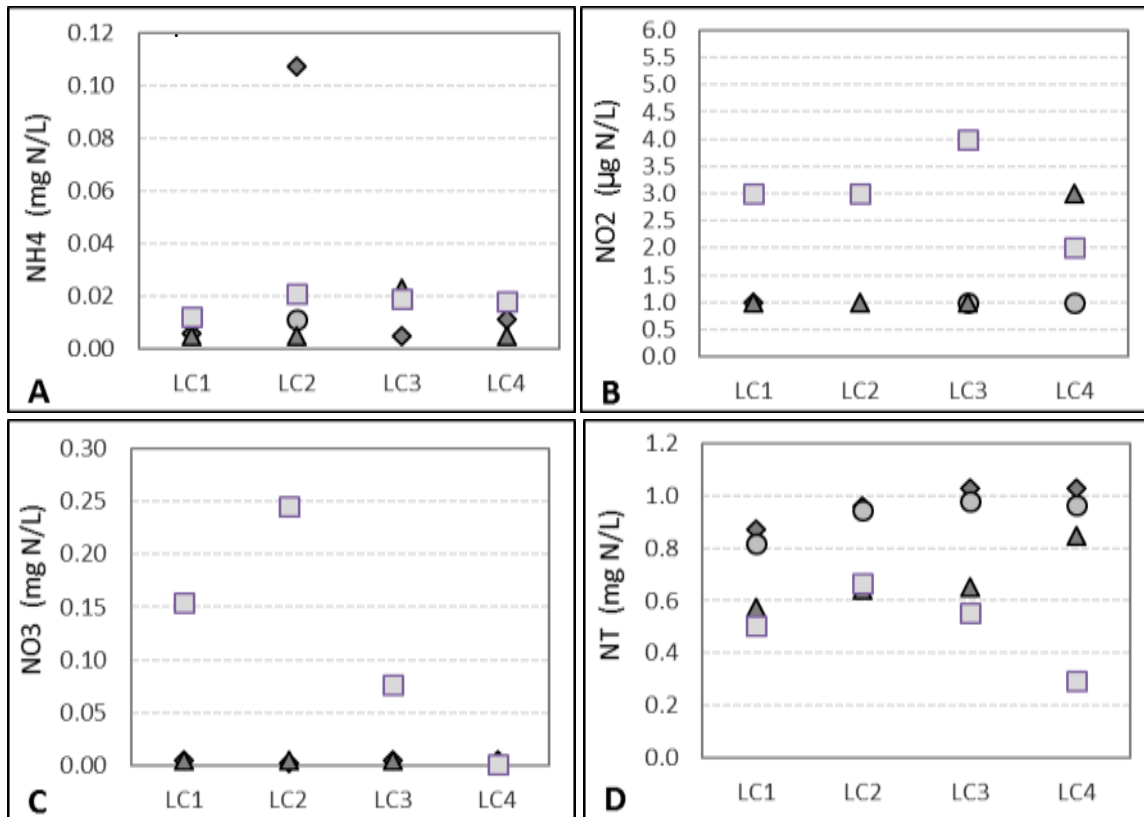 0.12
0.10
0.08
0.06
0.04
0.02
0.00
NH4 (mg N/L)
LC1 LC2 LC3 LC4
A
6.0
5.5
5.0
4.5
4.0
3.5
3.0
2.5
2.0
1.5
1.0
0.5
0.0
NO2 (µg N/L)
LC1 LC2 LC3 LC4
B
0.30
0.25
0.20
0.15
0.10
0.05
0.00
NO3 (mg N/L)
LC1 LC2 LC3 LC4
C
1.2
1.0
0.8
0.6
0.4
0.2
0.0
NT (mg N/L)
LC1 LC2 LC3 LC4
D